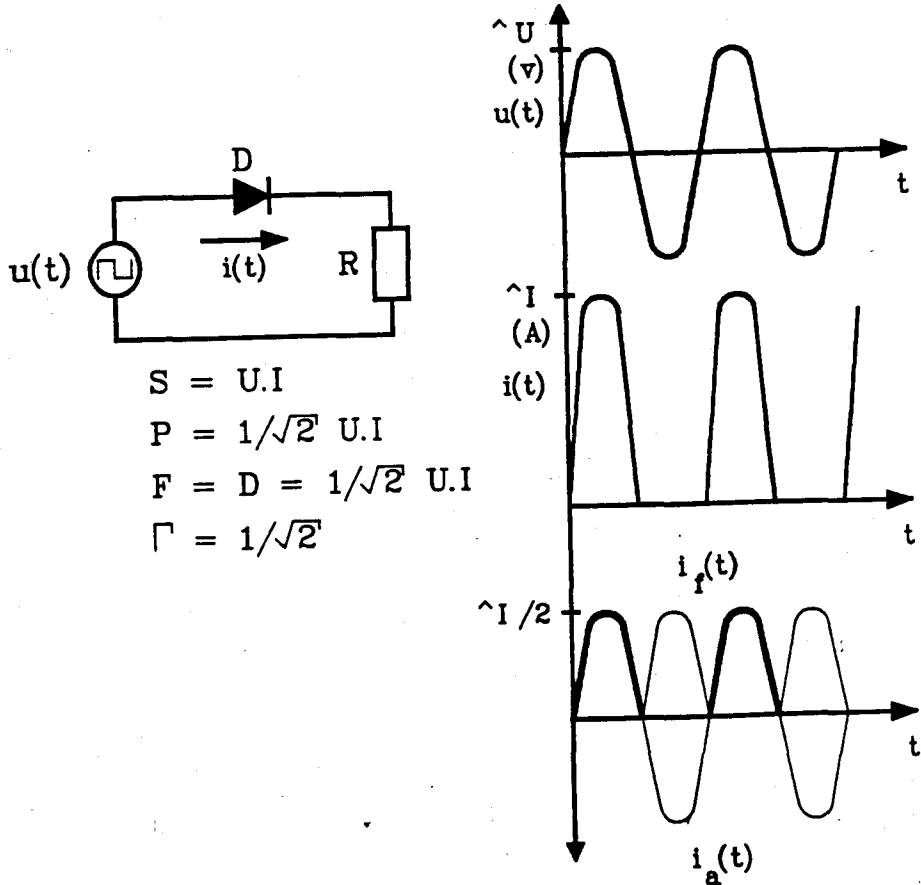 D
u(t)
i(t)
R
S = U.I
P = 1/√2 U.I
F = D = 1/√2 U.I
Γ = 1/√2
^U
(v)
u(t)
t
^I
(A)
i(t)
t
i_f(t)
^I/2
t
i_a(t)